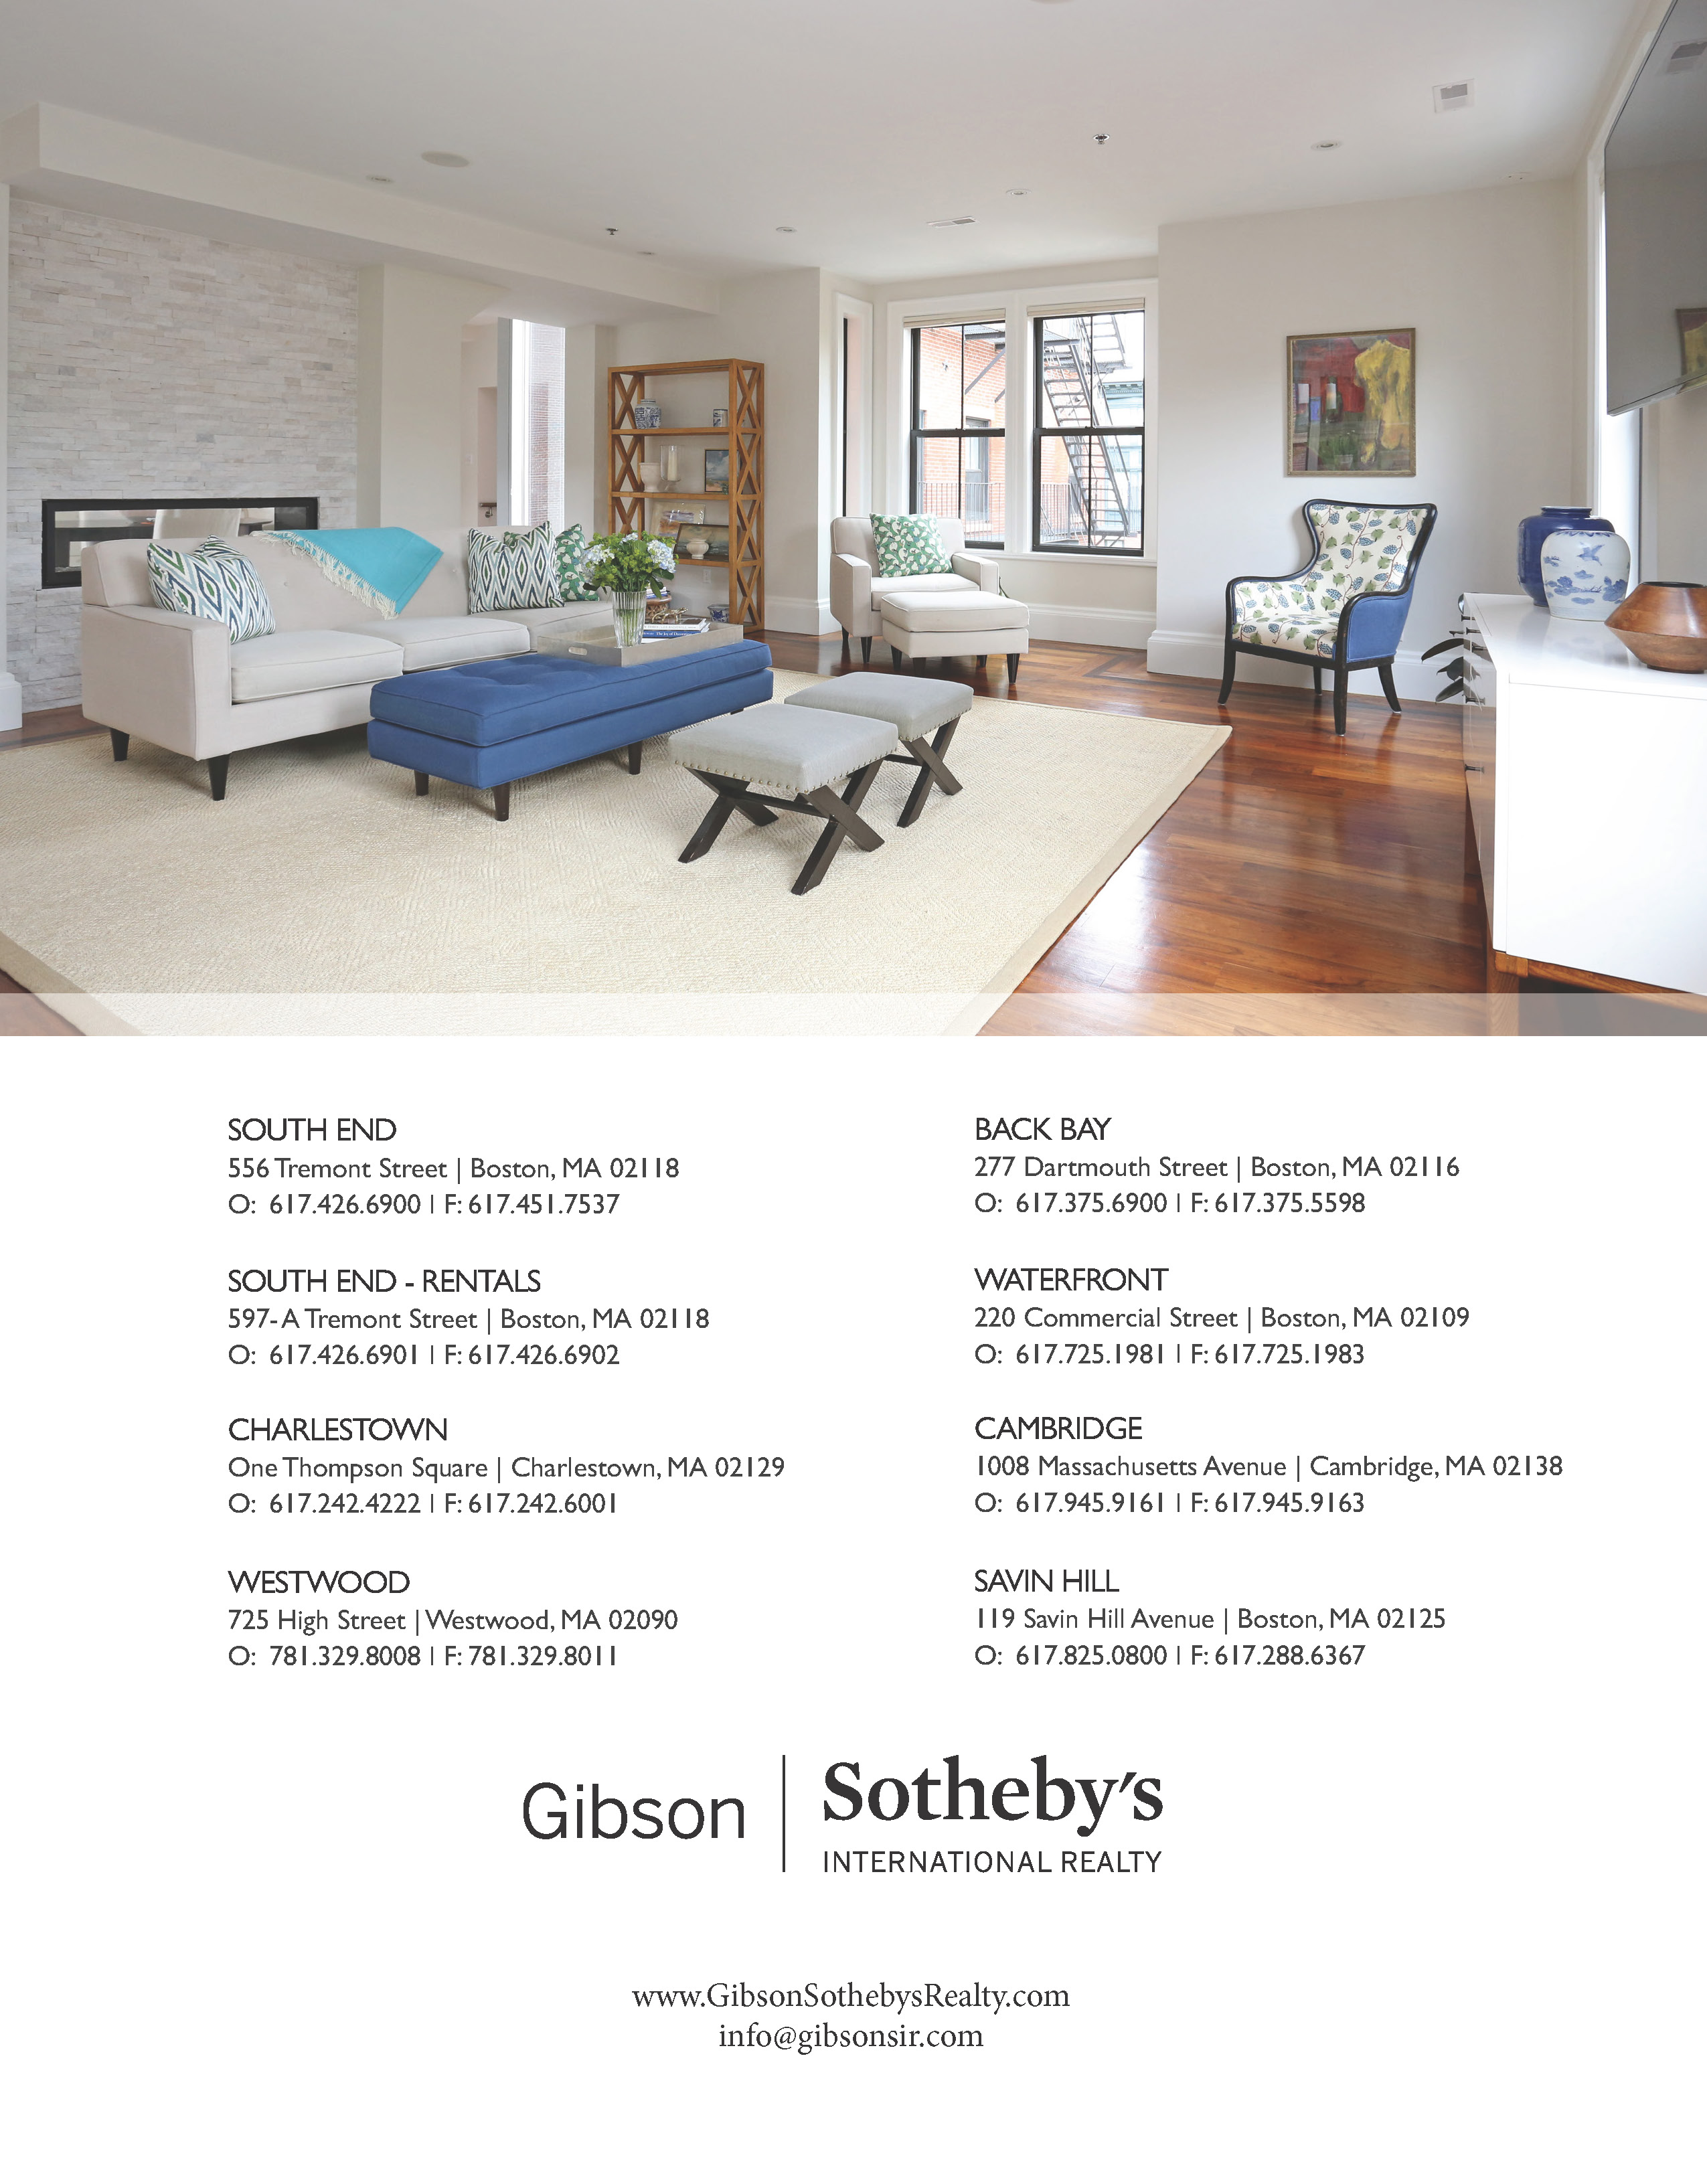 SOUTH END
556 Tremont Street | Boston, MA 02118
O: 617.426.6900 | F: 617.451.7537
SOUTH END - RENTALS
597-A Tremont Street | Boston, MA 02118
O: 617.426.6901 | F: 617.426.6902
CHARLESTOWN
One Thompson Square | Charlestown, MA 02129
O: 617.242.4222 | F: 617.242.6001
WESTWOOD
725 High Street | Westwood, MA 02090
O: 781.329.8008 | F: 781.329.8011
BACK BAY
277 Dartmouth Street | Boston, MA 02116
O: 617.375.6900 | F: 617.375.5598
WATERFRONT
220 Commercial Street | Boston, MA 02109
O: 617.725.1981 | F: 617.725.1983
CAMBRIDGE
1008 Massachusetts Avenue | Cambridge, MA 02138
O: 617.945.9161 | F: 617.945.9163
SAVIN HILL
119 Savin Hill Avenue | Boston, MA 02125
O: 617.825.0800 | F: 617.288.6367
Gibson
Sotheby's
INTERNATIONAL REALTY
www.GibsonSothebysRealty.com
info@gibsonsir.com